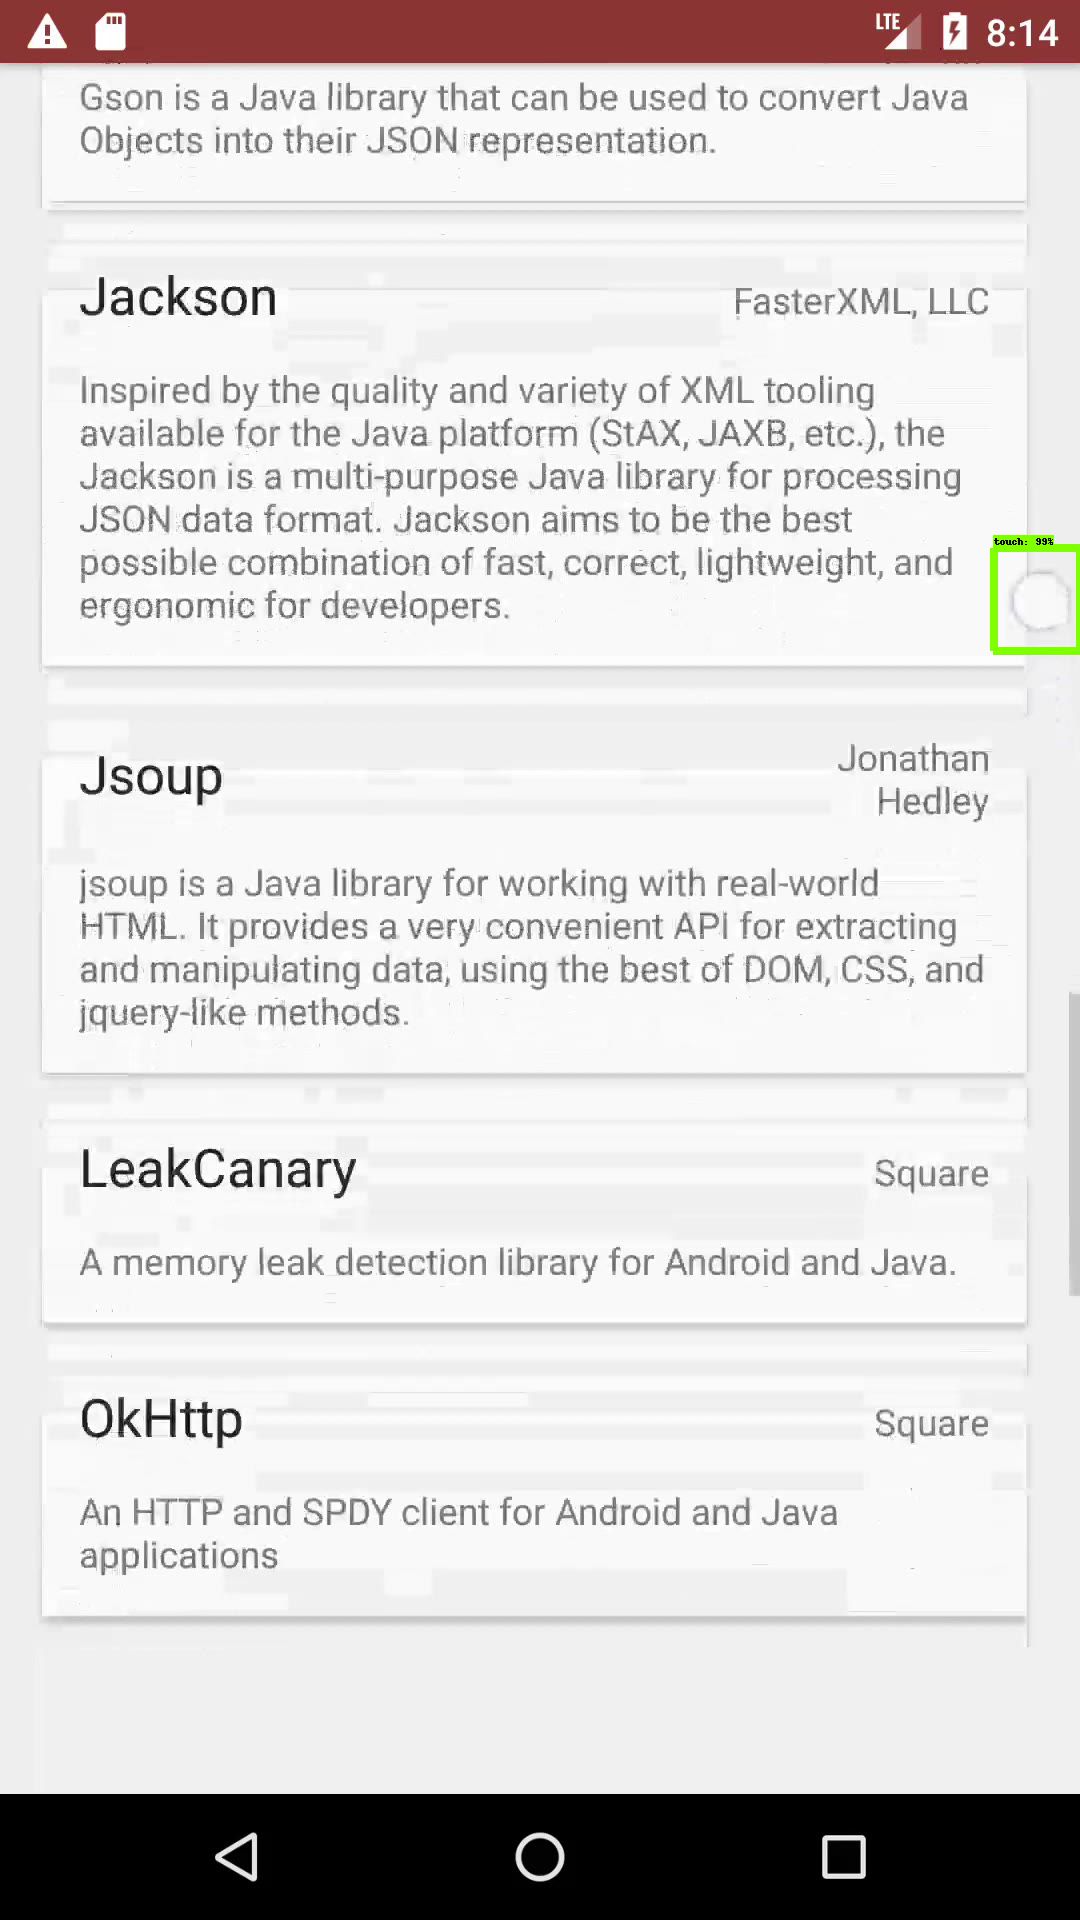 LTE 8:14
Gson is a Java library that can be used to convert Java
Objects into their JSON representation.
Jackson FasterXML, LLC
Inspired by the quality and variety of XML tooling
available for the Java platform (StAX, JAXB, etc.), the
Jackson is a multi-purpose Java library for processing
JSON data format. Jackson aims to be the best
possible combination of fast, correct, lightweight, and
ergonomic for developers.
touch: 99%
Jsoup Jonathan
Hedley
jsoup is a Java library for working with real-world
HTML. It provides a very convenient API for extracting
and manipulating data, using the best of DOM, CSS, and
jquery-like methods.
LeakCanary Square
A memory leak detection library for Android and Java.
OkHttp Square
An HTTP and SPDY client for Android and Java
applications